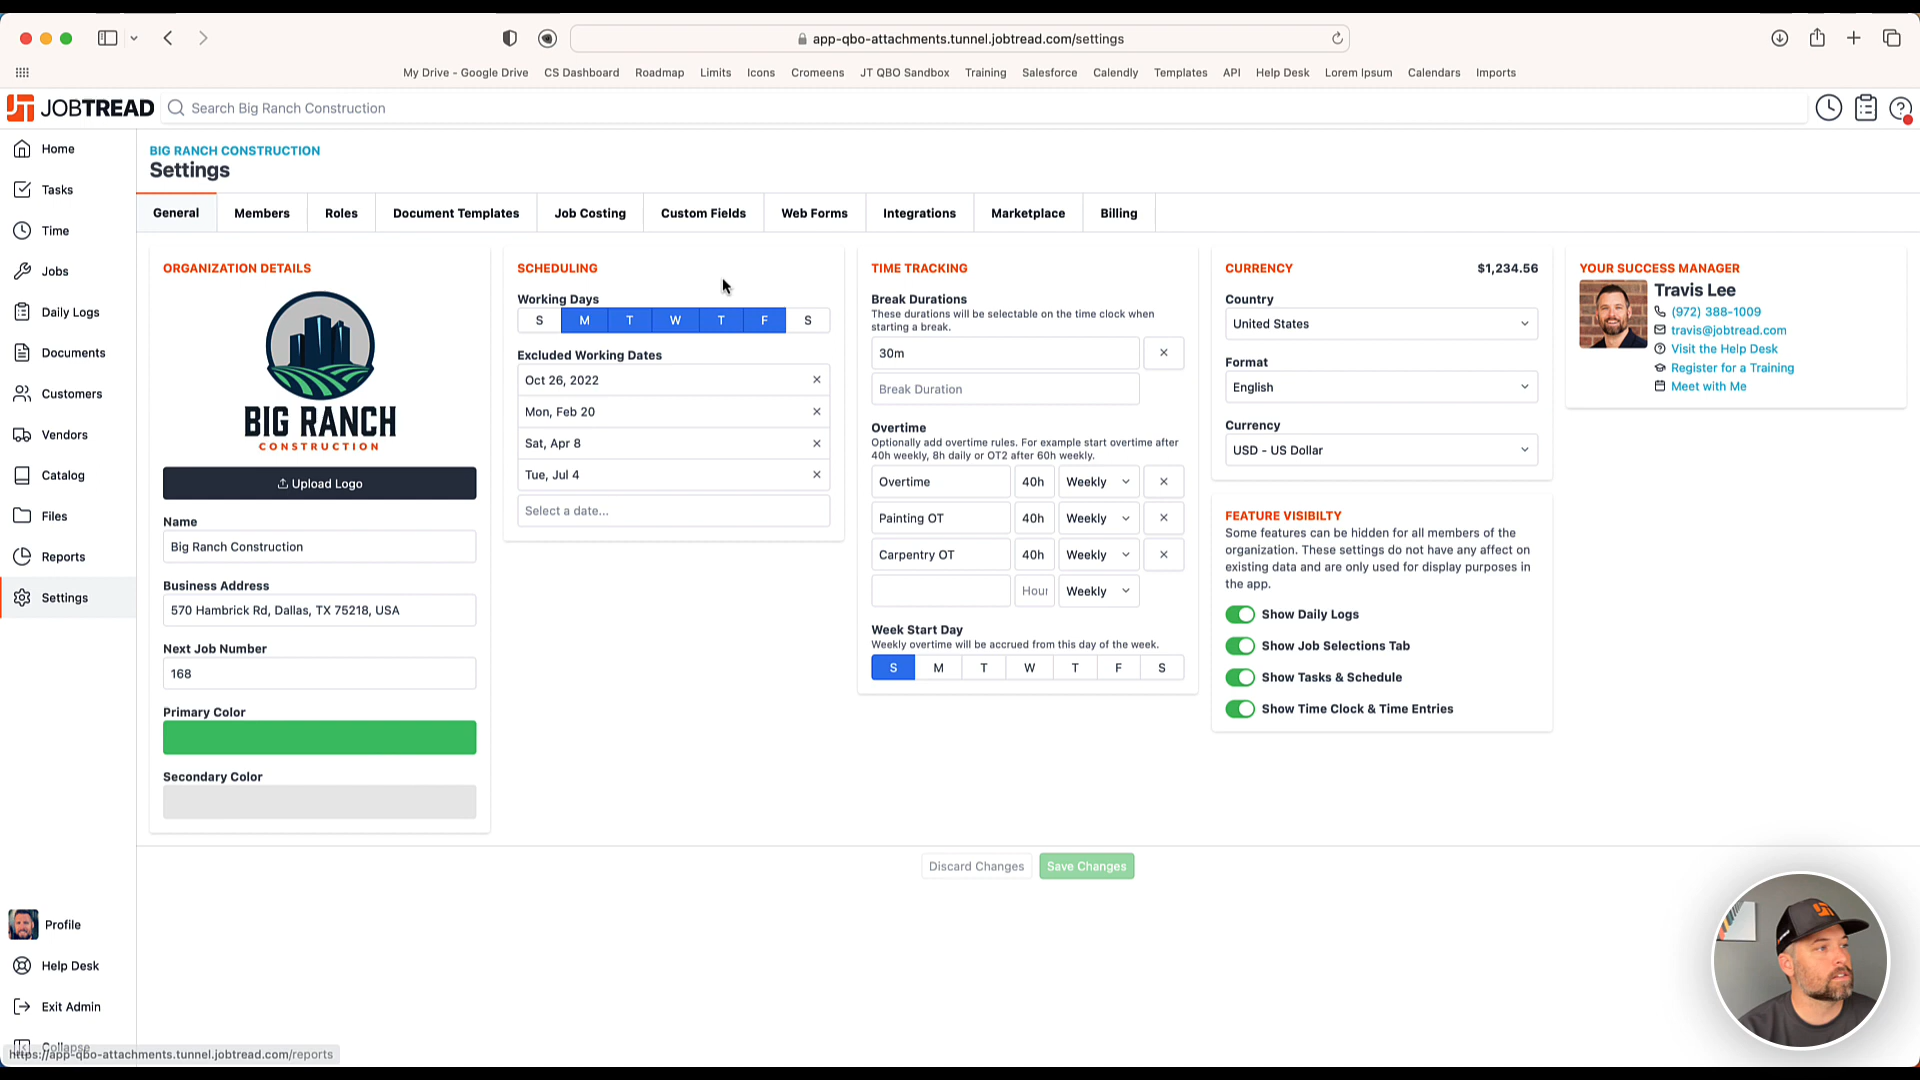 app-qbo-attachments.tunnel.jobtread.com/settings
My Drive - Google Drive
CS Dashboard
Roadmap
Limits
Icons
Cromeens
JT QBO Sandbox
Training
Salesforce
Calendly
Templates
API
Help Desk
Lorem Ipsum
Calendars
Imports
JOBTREAD
Search Big Ranch Construction
Home
Tasks
Time
Jobs
Daily Logs
Documents
Customers
Vendors
Catalog
Files
Reports
Settings
Profile
Help Desk
Exit Admin
Collapse
https://app-qbo-attachments.tunnel.jobtread.com/reports
BIG RANCH CONSTRUCTION
Settings
General
Members
Roles
Document Templates
Job Costing
Custom Fields
Web Forms
Integrations
Marketplace
Billing
ORGANIZATION DETAILS
BIG RANCH
CONSTRUCTION
Upload Logo
Name
Big Ranch Construction
Business Address
570 Hambrick Rd, Dallas, TX 75218, USA
Next Job Number
168
Primary Color
Secondary Color
SCHEDULING
Working Days
S M T W T F S
Excluded Working Dates
Oct 26, 2022
Mon, Feb 20
Sat, Apr 8
Tue, Jul 4
Select a date...
TIME TRACKING
Break Durations
These durations will be selectable on the time clock when
starting a break.
30m
Break Duration
Overtime
Optionally add overtime rules. For example start overtime after
40h weekly, 8h daily or OT2 after 60h weekly.
Overtime 40h Weekly
Painting OT 40h Weekly
Carpentry OT 40h Weekly
Hour Weekly
Week Start Day
Weekly overtime will be accrued from this day of the week.
S M T W T F S
CURRENCY $1,234.56
Country
United States
Format
English
Currency
USD - US Dollar
FEATURE VISIBILTY
Some features can be hidden for all members of the
organization. These settings do not have any affect on
existing data and are only used for display purposes in
the app.
Show Daily Logs
Show Job Selections Tab
Show Tasks & Schedule
Show Time Clock & Time Entries
YOUR SUCCESS MANAGER
Travis Lee
(972) 388-1009
travis@jobtread.com
Visit the Help Desk
Register for a Training
Meet with Me
Discard Changes
Save Changes